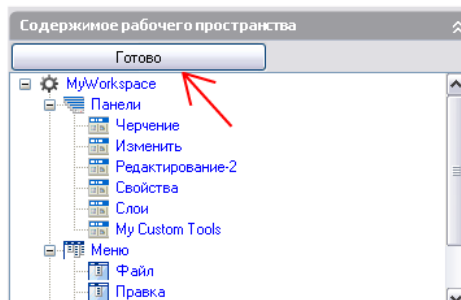 Содержимое рабочего пространства
Готово
MyWorkspace
Панели
Черчение
Изменить
Редактирование-2
Свойства
Слои
My Custom Tools
Меню
Файл
Правка